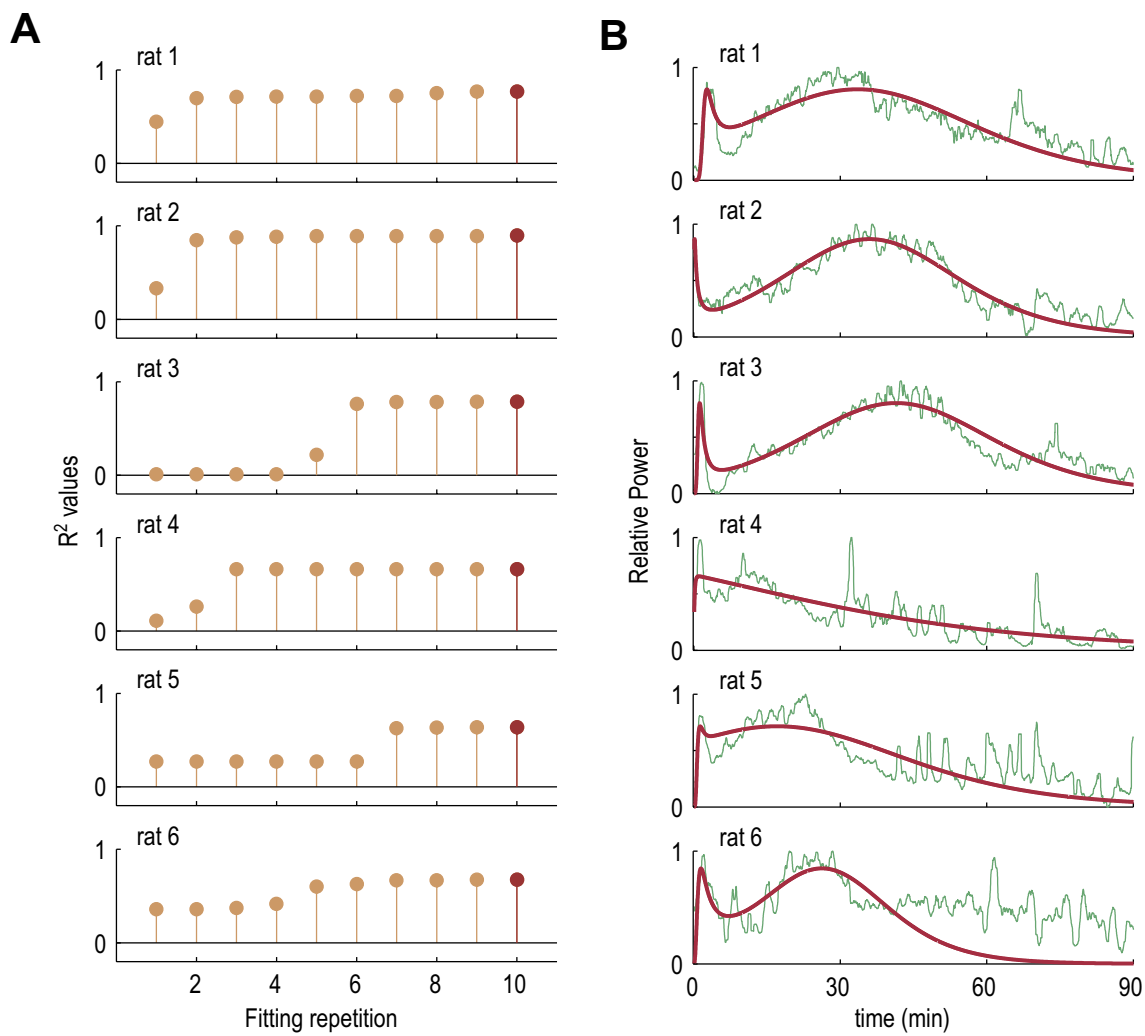 A
rat 1
1
0
rat 2
1
0
rat 3
1
0
rat 4
1
0
rat 5
1
0
rat 6
1
0
2 4 6 8 10
Fitting repetition
R² values
B
rat 1
1
0
rat 2
1
0
rat 3
1
0
rat 4
1
0
rat 5
1
0
rat 6
1
0
0 30 60 90
time (min)
Relative Power